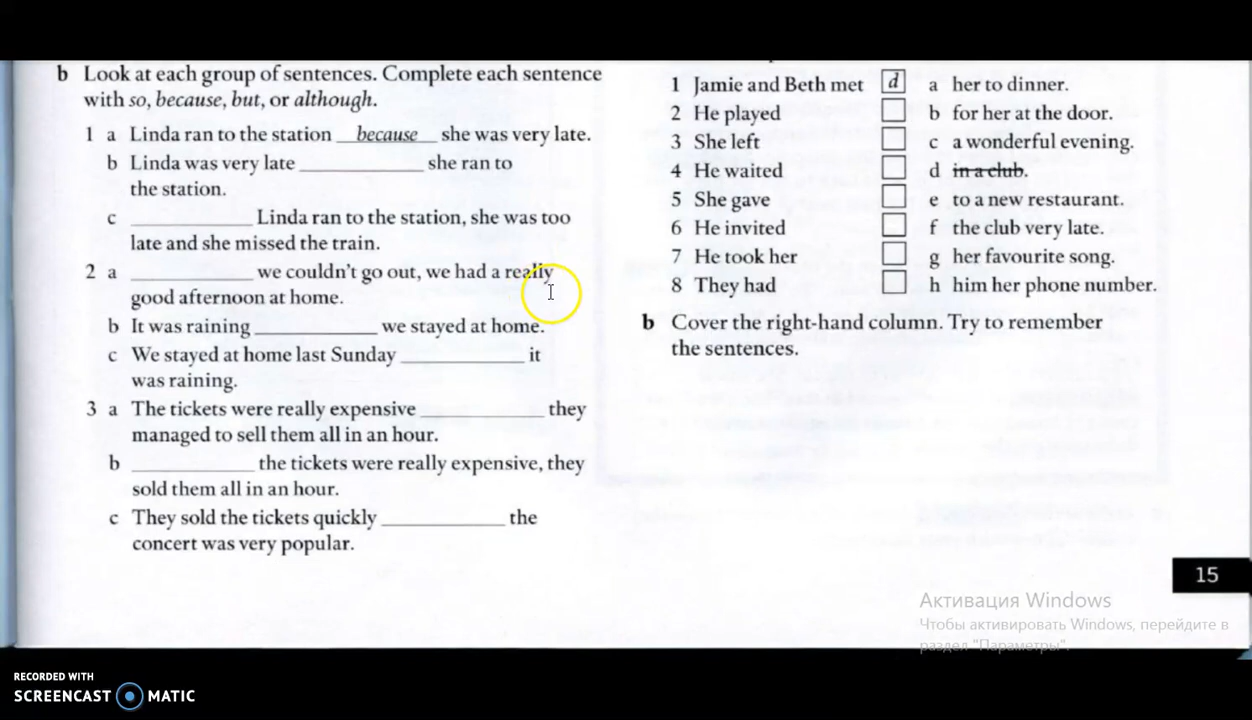 b Look at each group of sentences. Complete each sentence
with so, because, but, or although.
1 a Linda ran to the station __because__ she was very late.
b Linda was very late ____________ she ran to
the station.
c ____________ Linda ran to the station, she was too
late and she missed the train.
2 a ____________ we couldn't go out, we had a really
good afternoon at home.
b It was raining ____________ we stayed at home.
c We stayed at home last Sunday ____________ it
was raining.
3 a The tickets were really expensive ____________ they
managed to sell them all in an hour.
b ____________ the tickets were really expensive, they
sold them all in an hour.
c They sold the tickets quickly ____________ the
concert was very popular.
1 Jamie and Beth met d a her to dinner.
2 He played b for her at the door.
3 She left c a wonderful evening.
4 He waited d in a club.
5 She gave e to a new restaurant.
6 He invited f the club very late.
7 He took her g her favourite song.
8 They had h him her phone number.
b Cover the right-hand column. Try to remember
the sentences.
15
Активация Windows
Чтобы активировать Windows, перейдите в
раздел "Параметры".
RECORDED WITH
SCREENCAST MATIC